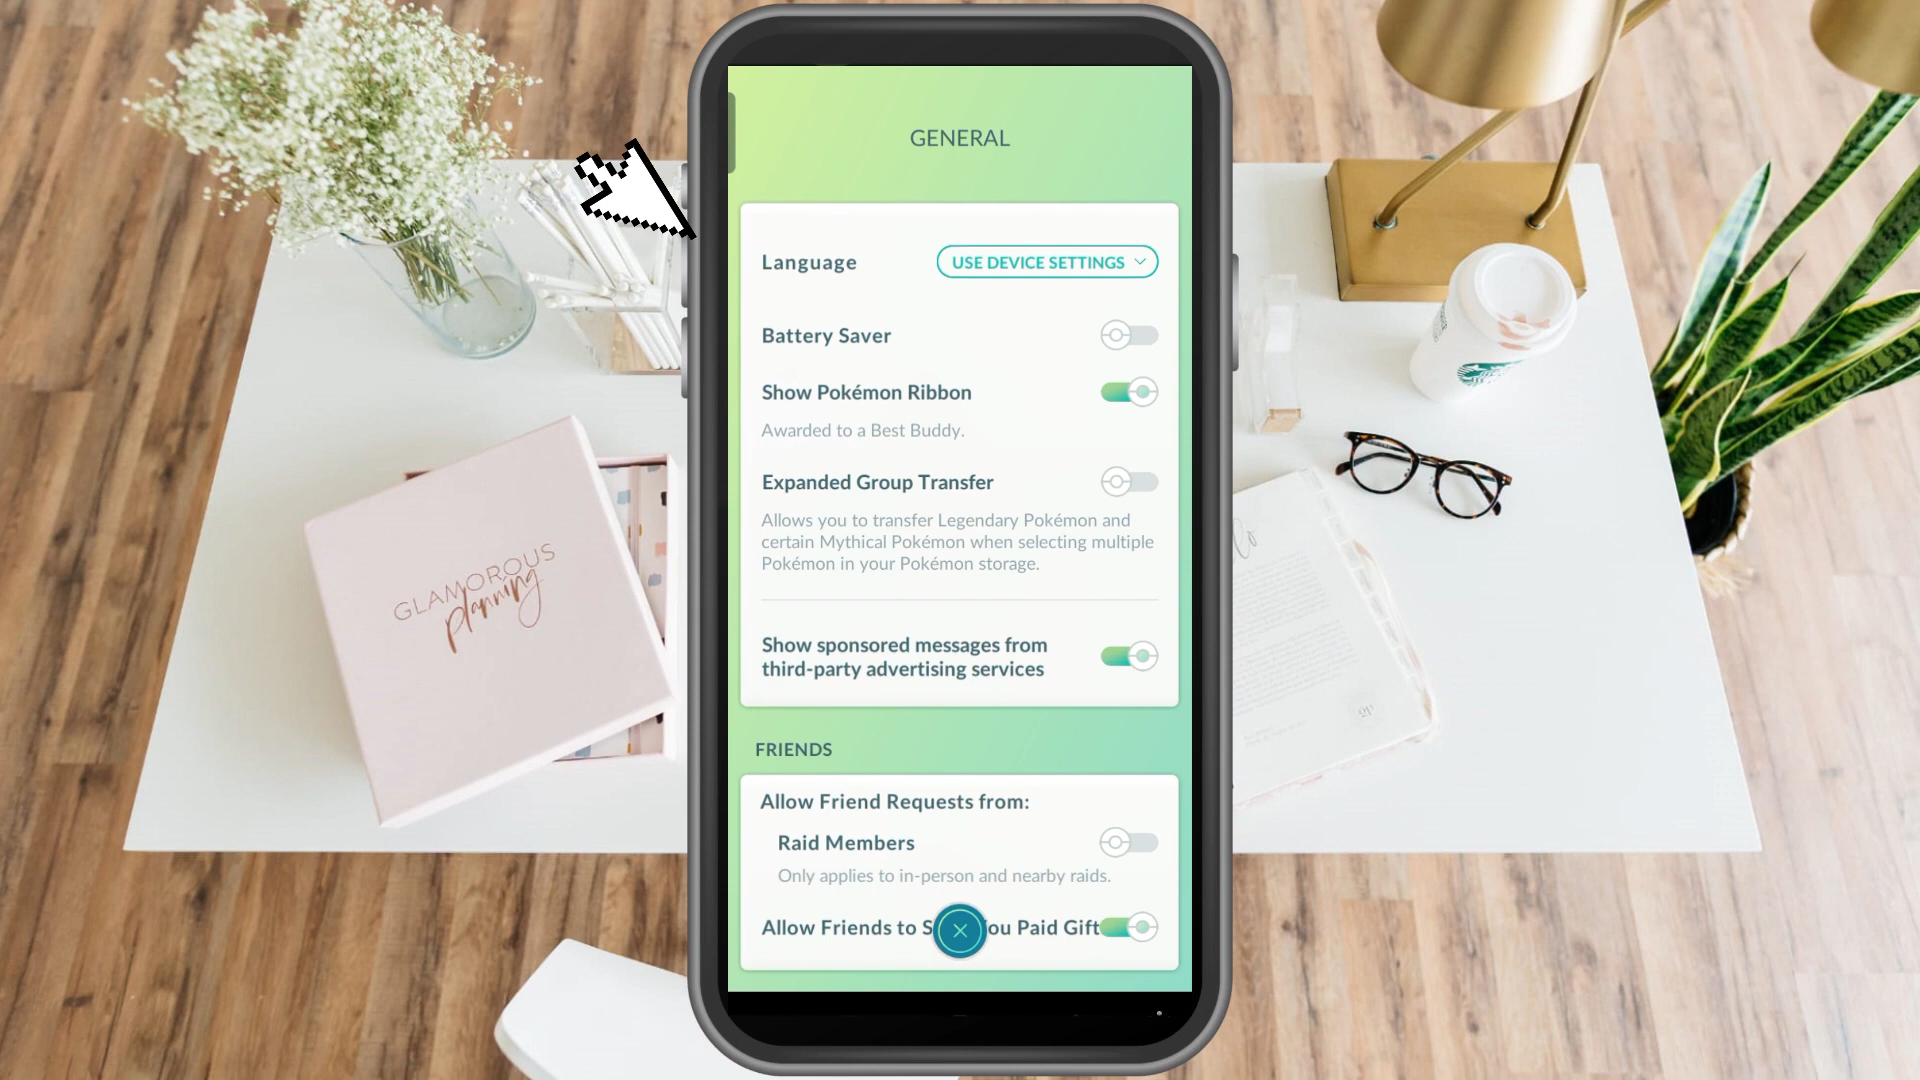 GENERAL
Language
USE DEVICE SETTINGS
Battery Saver
Show Pokémon Ribbon
Awarded to a Best Buddy.
Expanded Group Transfer
Allows you to transfer Legendary Pokémon and
certain Mythical Pokémon when selecting multiple
Pokémon in your Pokémon storage.
Show sponsored messages from
third-party advertising services
FRIENDS
Allow Friend Requests from:
Raid Members
Only applies to in-person and nearby raids.
Allow Friends to S ou Paid Gift
GLAMOROUS
planning